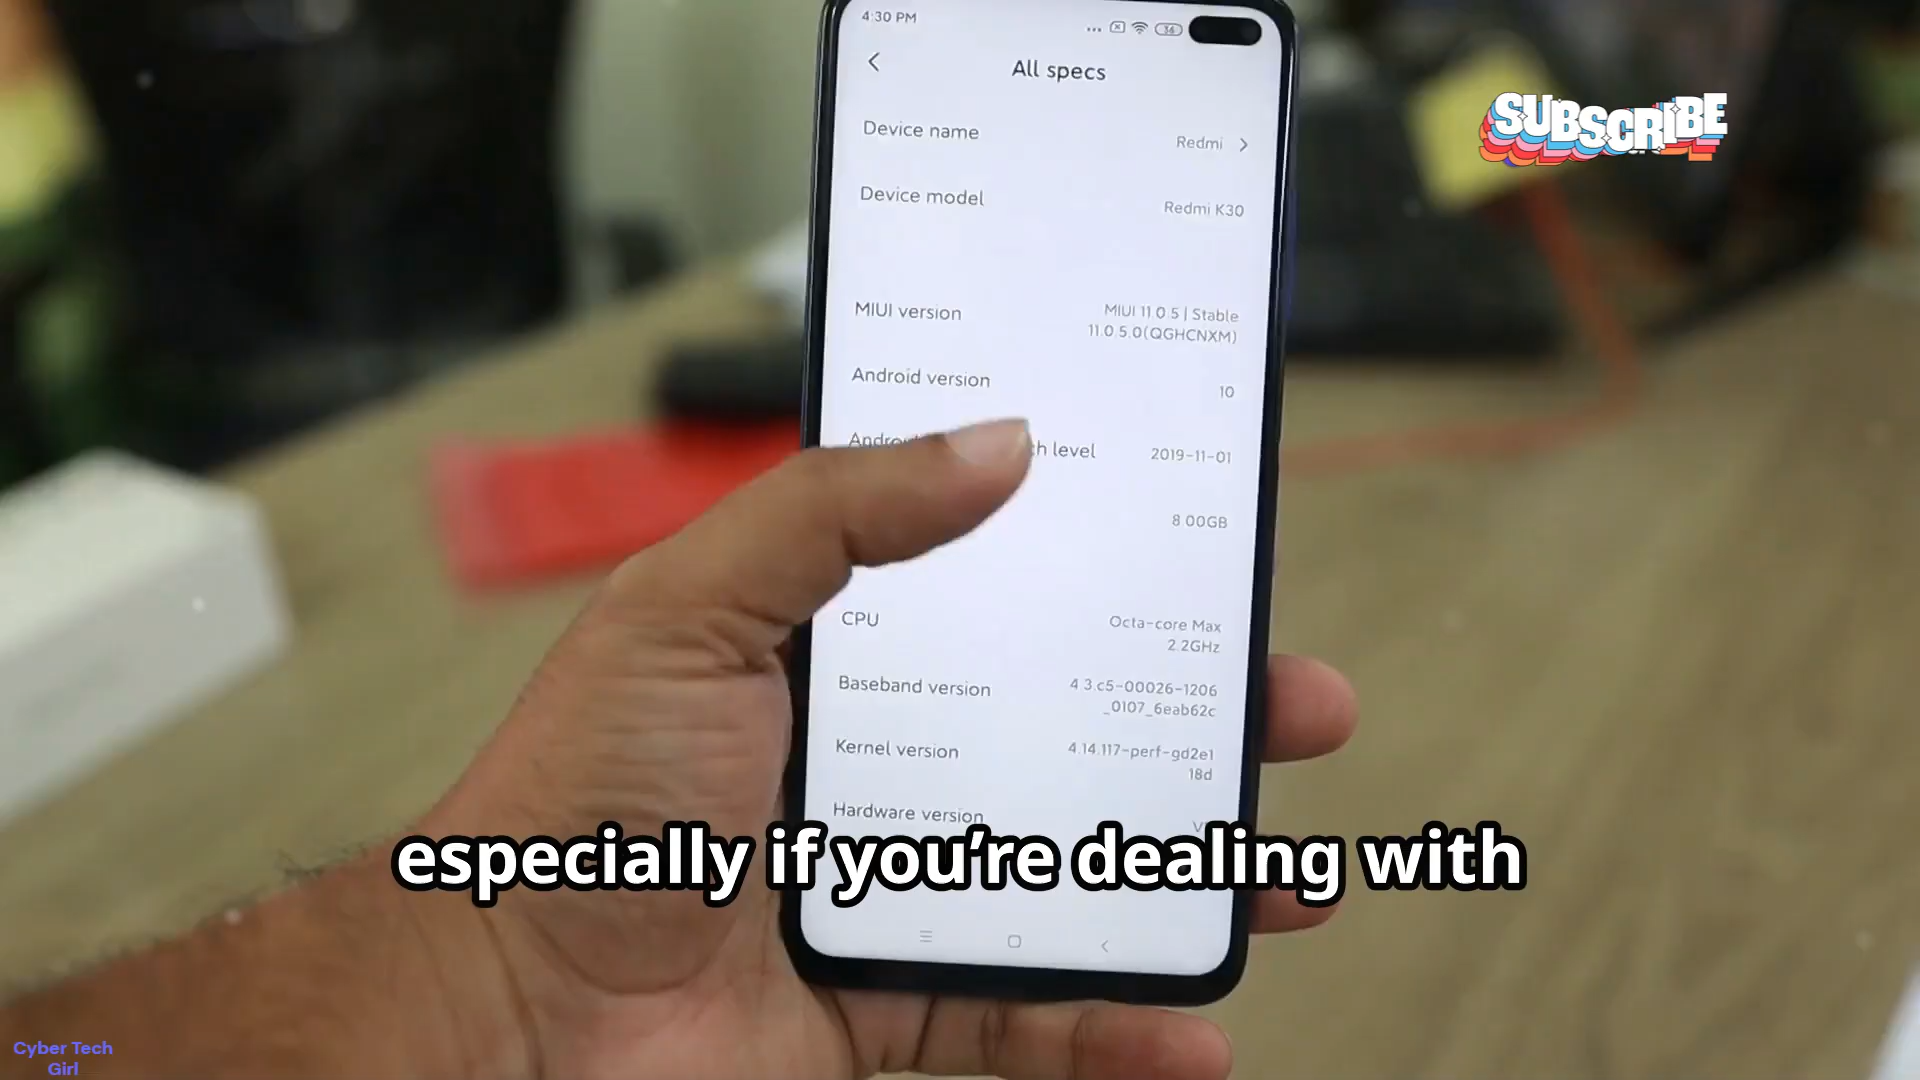 4:30 PM
36
All specs
SUBSCRIBE
Device name
Redmi
Device model
Redmi K30
MIUI version
MIUI 11.0.5 | Stable
11.0.5.0(QGHCNXM)
Android version
10
Andro
h level
2019-11-01
8.00GB
CPU
Octa-core Max
2.2GHz
Baseband version
4.3.c5-00026-1206
_0107_6eab62c
Kernel version
4.14.117-perf-gd2e1
18d
Hardware version
especially if you're dealing with
Cyber Tech
Girl